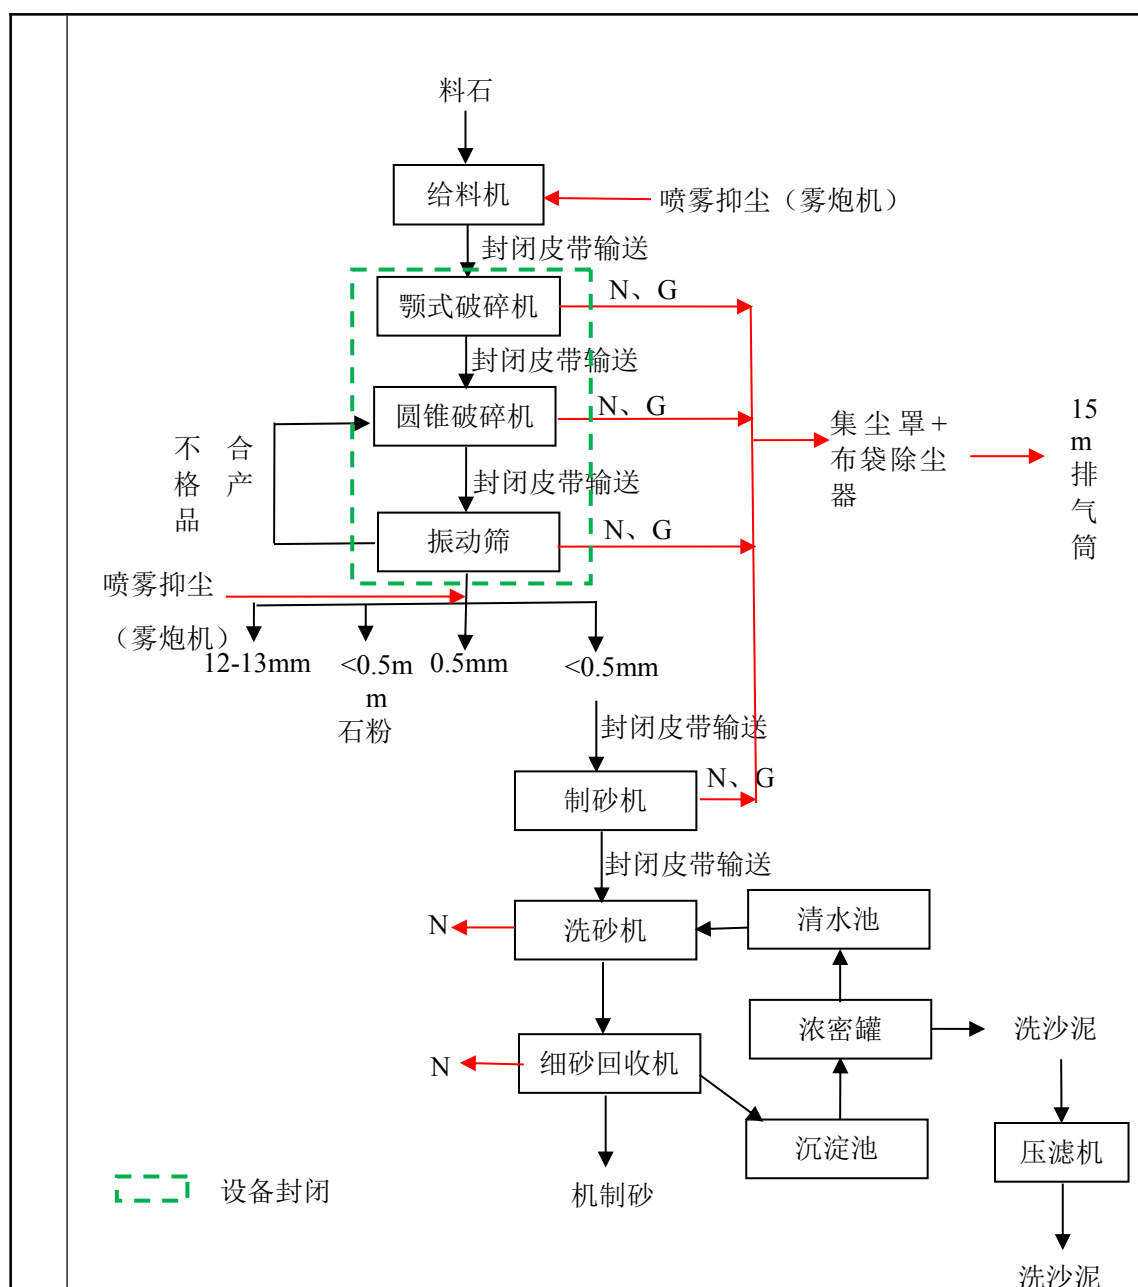 料石
给料机
喷雾抑尘（雾炮机）
封闭皮带输送
颚式破碎机
N、G
封闭皮带输送
圆锥破碎机
N、G
不合
格产
品
集尘罩+
布袋除尘
器
15
m
排
气
筒
封闭皮带输送
振动筛
N、G
喷雾抑尘
（雾炮机）
12-13mm
<0.5m
m
石粉
0.5mm
<0.5mm
封闭皮带输送
制砂机
N、G
封闭皮带输送
N
洗砂机
清水池
N
细砂回收机
浓密罐
洗沙泥
沉淀池
压滤机
设备封闭
机制砂
洗沙泥